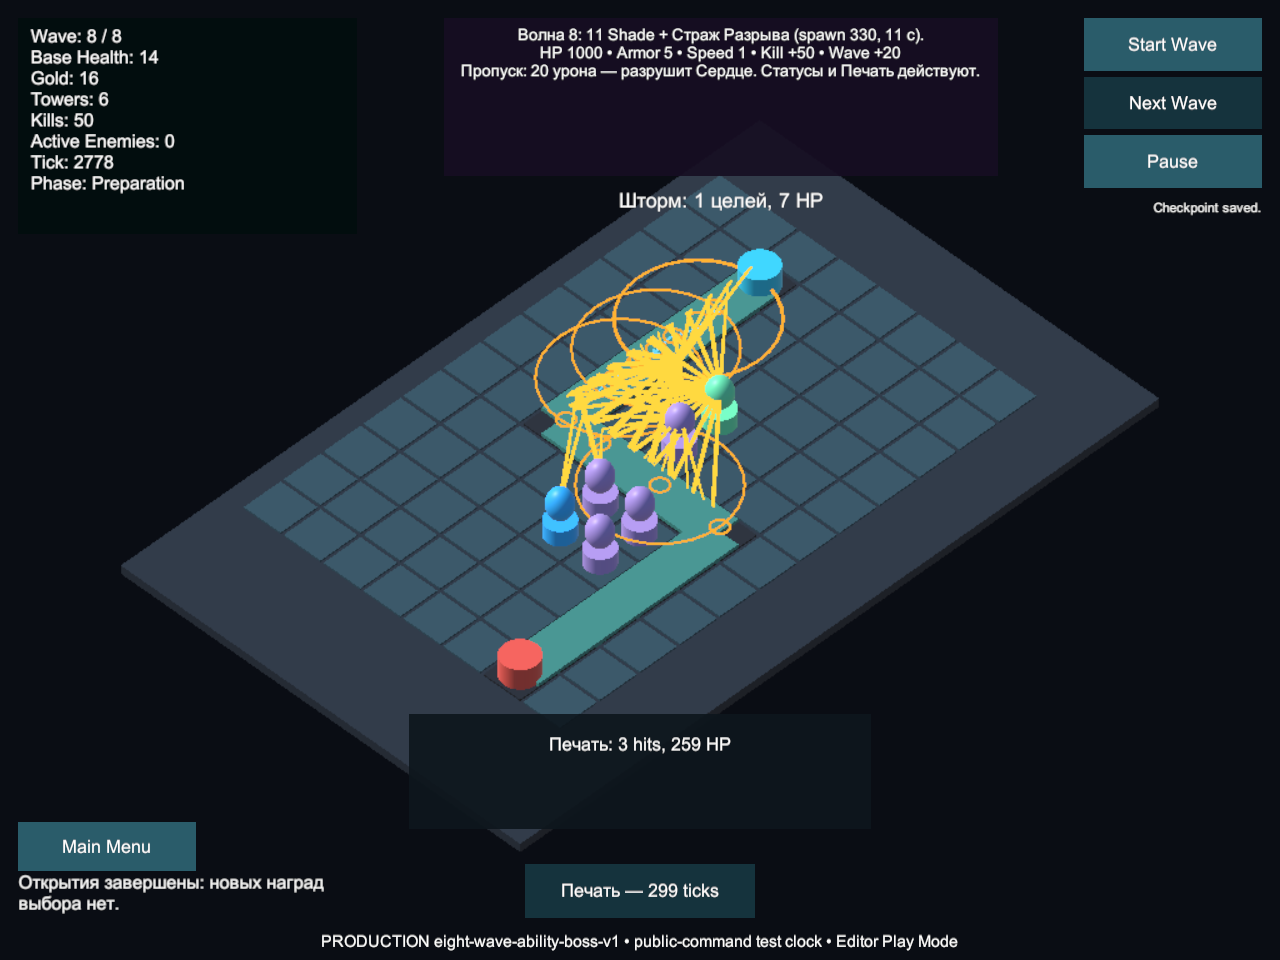 Wave: 8 / 8
Base Health: 14
Gold: 16
Towers: 6
Kills: 50
Active Enemies: 0
Tick: 2778
Phase: Preparation
Волна 8: 11 Shade + Страж Разрыва (spawn 330, 11 с).
HP 1000 • Armor 5 • Speed 1 • Kill +50 • Wave +20
Пропуск: 20 урона — разрушит Сердце. Статусы и Печать действуют.
Start Wave
Next Wave
Pause
Checkpoint saved.
Шторм: 1 целей, 7 HP
Печать: 3 hits, 259 HP
Main Menu
Открытия завершены: новых наград
выбора нет.
Печать — 299 ticks
PRODUCTION eight-wave-ability-boss-v1 • public-command test clock • Editor Play Mode